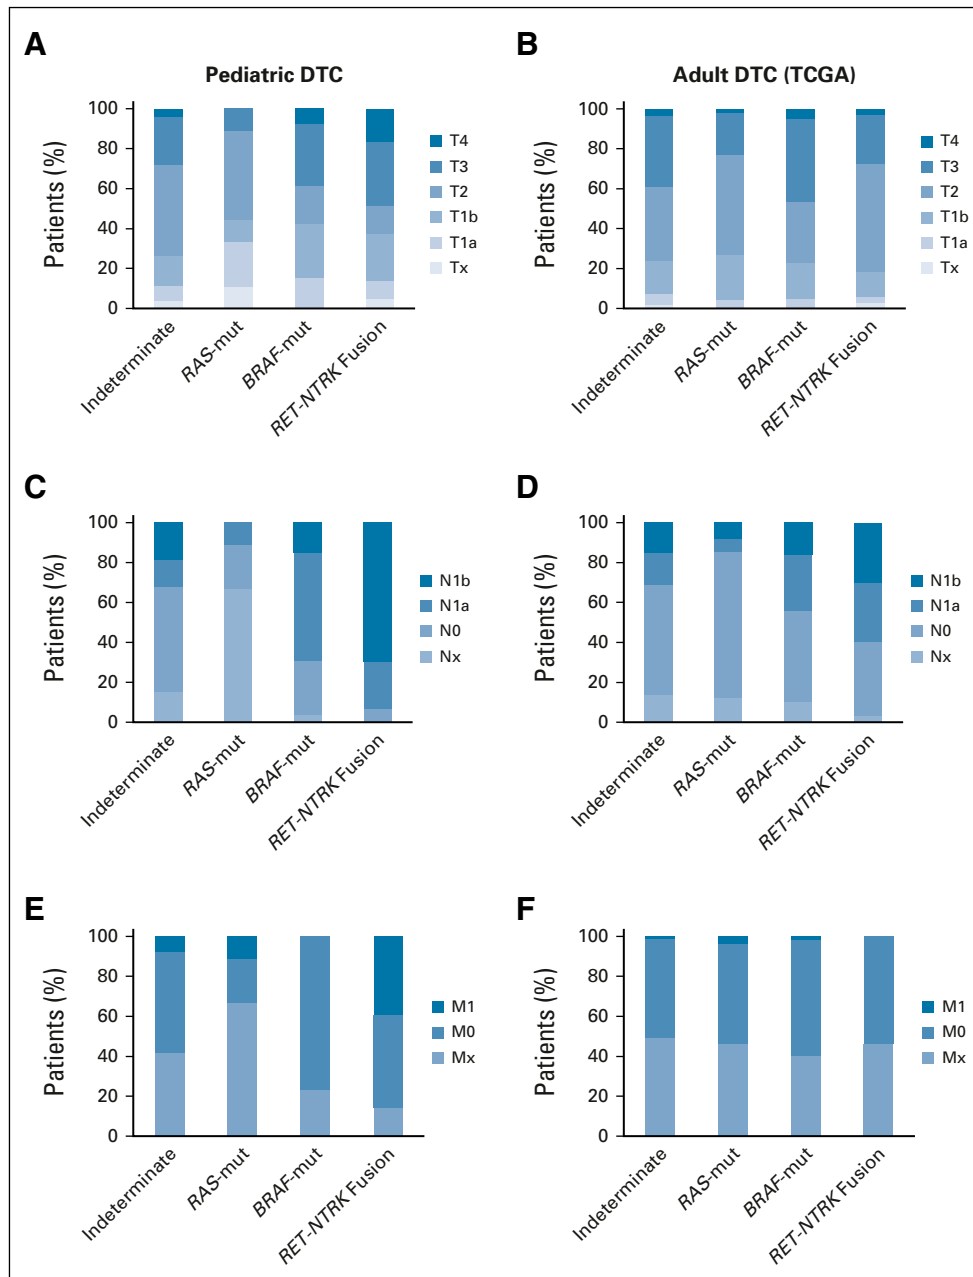 A
Pediatric DTC
Patients (%)
100
80
60
40
20
0
Indeterminate
RAS-mut
BRAF-mut
RET-NTRK Fusion
T4
T3
T2
T1b
T1a
Tx
B
Adult DTC (TCGA)
Patients (%)
100
80
60
40
20
0
Indeterminate
RAS-mut
BRAF-mut
RET-NTRK Fusion
T4
T3
T2
T1b
T1a
Tx
C
Patients (%)
100
80
60
40
20
0
Indeterminate
RAS-mut
BRAF-mut
RET-NTRK Fusion
N1b
N1a
N0
Nx
D
Patients (%)
100
80
60
40
20
0
Indeterminate
RAS-mut
BRAF-mut
RET-NTRK Fusion
N1b
N1a
N0
Nx
E
Patients (%)
100
80
60
40
20
0
Indeterminate
RAS-mut
BRAF-mut
RET-NTRK Fusion
M1
M0
Mx
F
Patients (%)
100
80
60
40
20
0
Indeterminate
RAS-mut
BRAF-mut
RET-NTRK Fusion
M1
M0
Mx